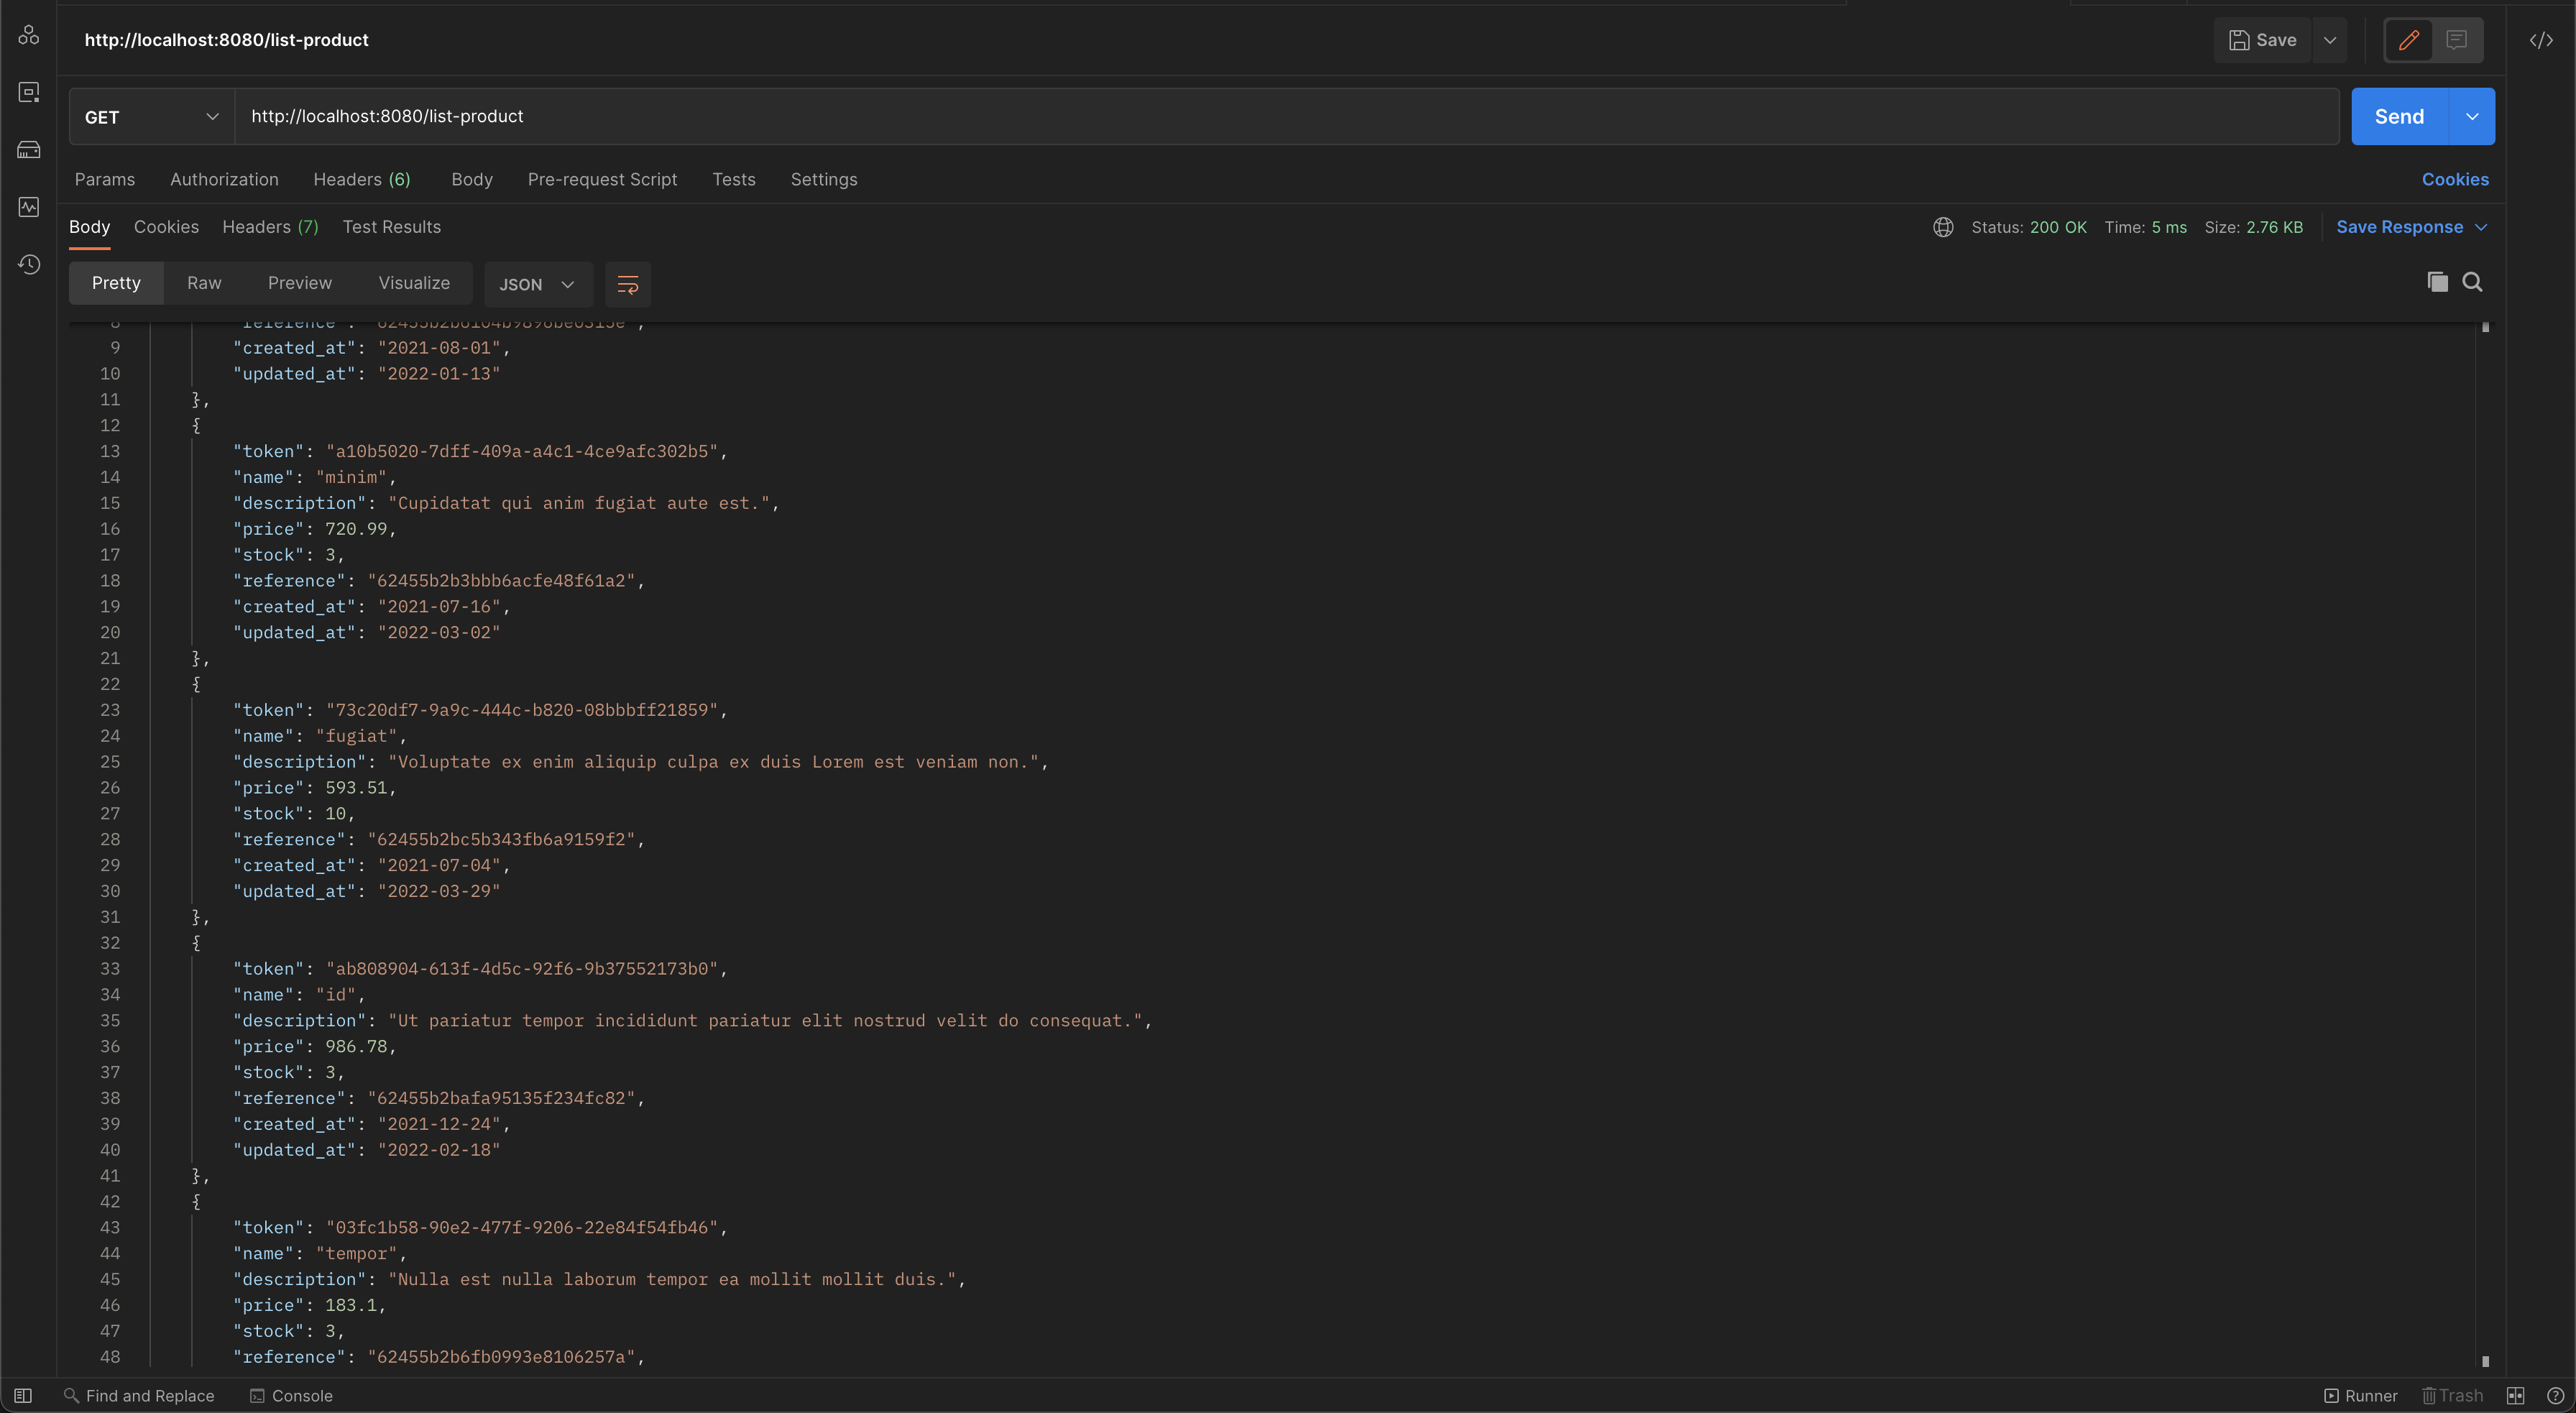 http://localhost:8080/list-product
Save
GET
http://localhost:8080/list-product
Send
Params Authorization Headers (6) Body Pre-request Script Tests Settings
Cookies
Body Cookies Headers (7) Test Results
Status: 200 OK Time: 5 ms Size: 2.76 KB Save Response
Pretty Raw Preview Visualize JSON
8 "reference":
9 "created_at": "2021-08-01",
10 "updated_at": "2022-01-13"
11 },
12 {
13 "token": "a10b5020-7dff-409a-a4c1-4ce9afc302b5",
14 "name": "minim",
15 "description": "Cupidatat qui anim fugiat aute est.",
16 "price": 720.99,
17 "stock": 3,
18 "reference": "62455b2b3bbb6acfe48f61a2",
19 "created_at": "2021-07-16",
20 "updated_at": "2022-03-02"
21 },
22 {
23 "token": "73c20df7-9a9c-444c-b820-08bbbff21859",
24 "name": "fugiat",
25 "description": "Voluptate ex enim aliquip culpa ex duis Lorem est veniam non.",
26 "price": 593.51,
27 "stock": 10,
28 "reference": "62455b2bc5b343fb6a9159f2",
29 "created_at": "2021-07-04",
30 "updated_at": "2022-03-29"
31 },
32 {
33 "token": "ab808904-613f-4d5c-92f6-9b37552173b0",
34 "name": "id",
35 "description": "Ut pariatur tempor incididunt pariatur elit nostrud velit do consequat.",
36 "price": 986.78,
37 "stock": 3,
38 "reference": "62455b2bafa95135f234fc82",
39 "created_at": "2021-12-24",
40 "updated_at": "2022-02-18"
41 },
42 {
43 "token": "03fc1b58-90e2-477f-9206-22e84f54fb46",
44 "name": "tempor",
45 "description": "Nulla est nulla laborum tempor ea mollit mollit duis.",
46 "price": 183.1,
47 "stock": 3,
48 "reference": "62455b2b6fb0993e8106257a",
Find and Replace Console
Runner Trash